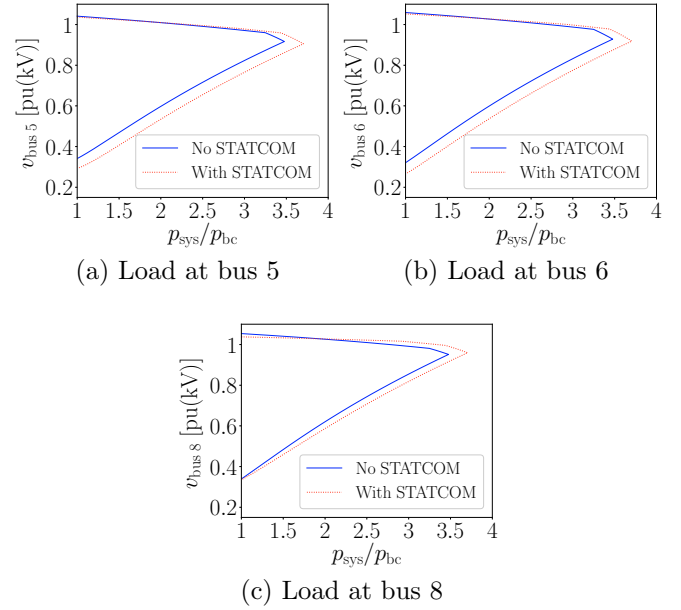 1
0.8
0.6
0.4
0.2
v_bus 5 [pu(kV)]
No STATCOM
With STATCOM
1 1.5 2 2.5 3 3.5 4
p_sys/p_bc
(a) Load at bus 5
1
0.8
0.6
0.4
0.2
v_bus 6 [pu(kV)]
No STATCOM
With STATCOM
1 1.5 2 2.5 3 3.5 4
p_sys/p_bc
(b) Load at bus 6
1
0.8
0.6
0.4
0.2
v_bus 8 [pu(kV)]
No STATCOM
With STATCOM
1 1.5 2 2.5 3 3.5 4
p_sys/p_bc
(c) Load at bus 8